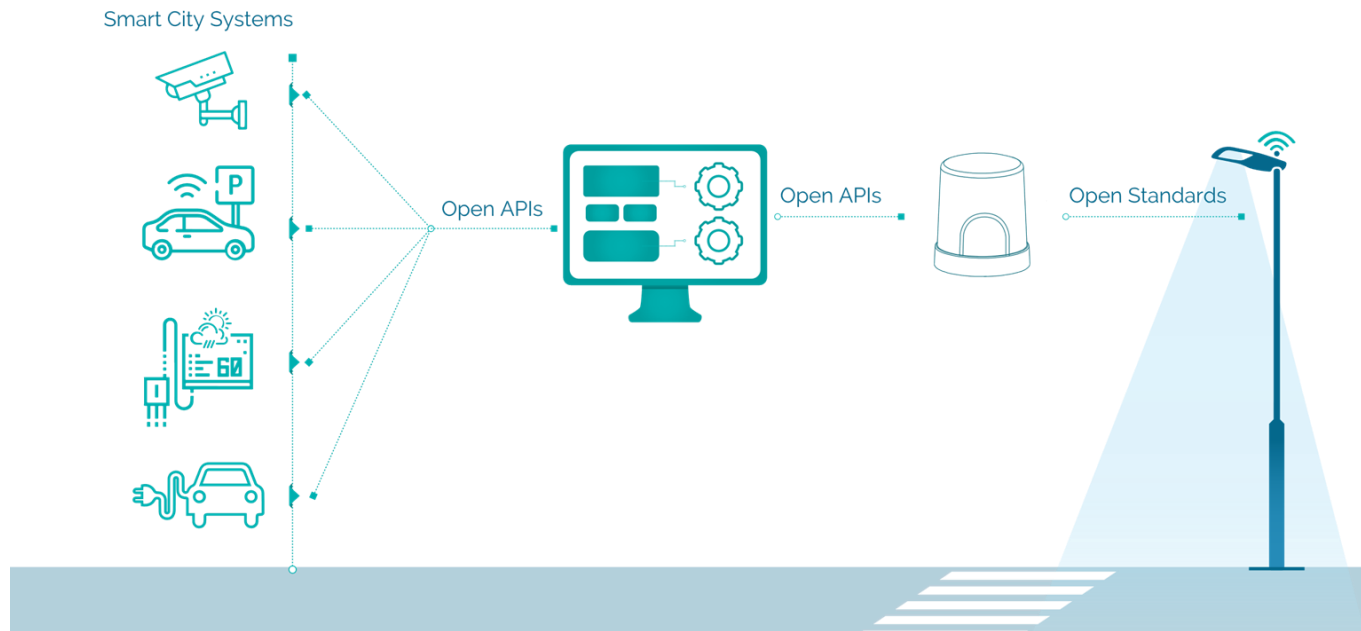 Smart City Systems
P
Open APIs
Open APIs
Open Standards
60